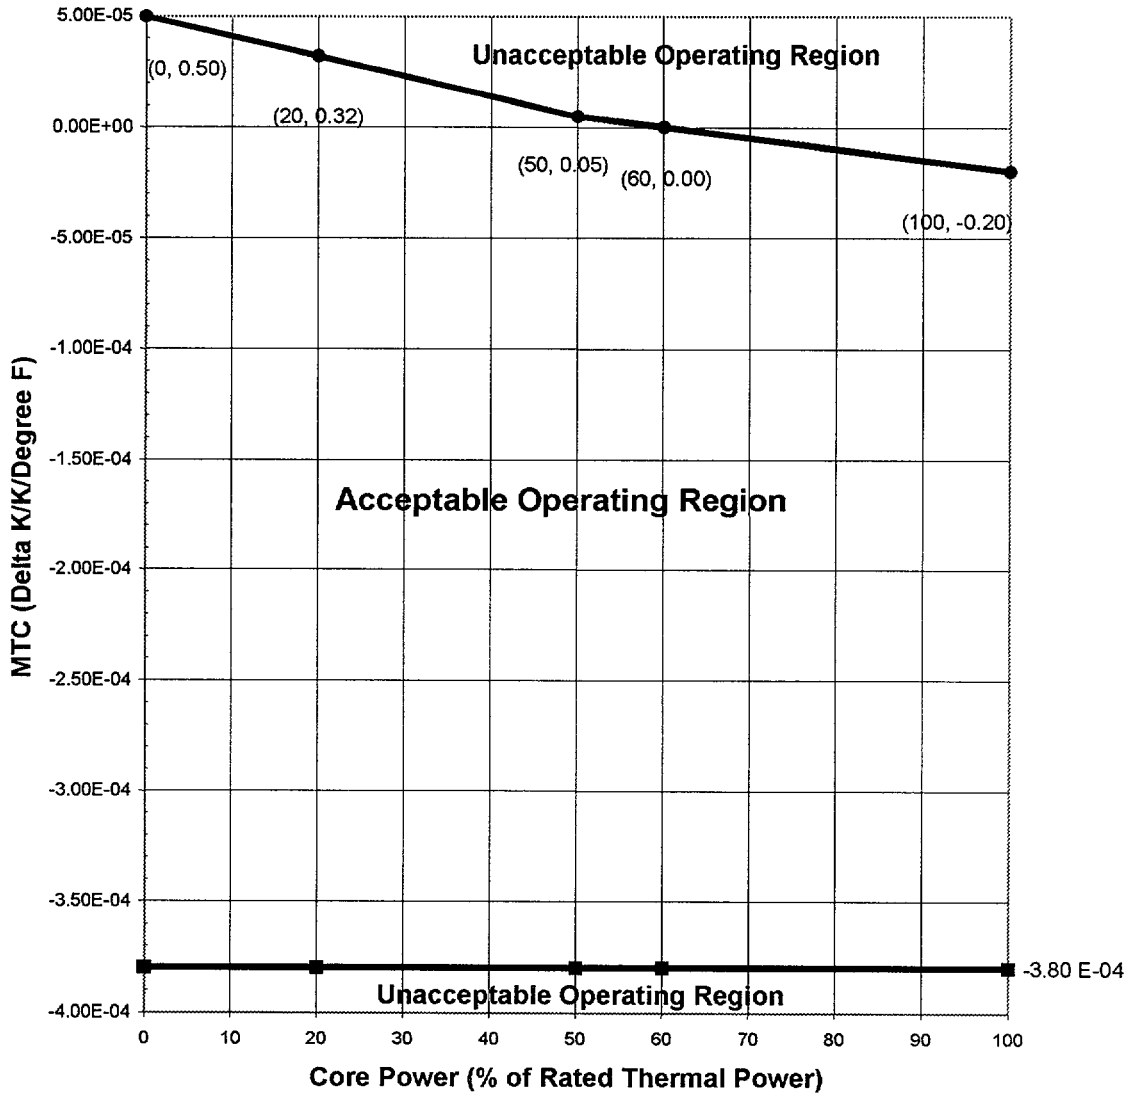 5.00E-05
Unacceptable Operating Region
(0, 0.50)
(20, 0.32)
0.00E+00
(50, 0.05)
(60, 0.00)
(100, -0.20)
-5.00E-05
-1.00E-04
-1.50E-04
Acceptable Operating Region
-2.00E-04
-2.50E-04
-3.00E-04
-3.50E-04
-3.80 E-04
Unacceptable Operating Region
-4.00E-04
0 10 20 30 40 50 60 70 80 90 100
Core Power (% of Rated Thermal Power)
MTC (Delta K/K/Degree F)